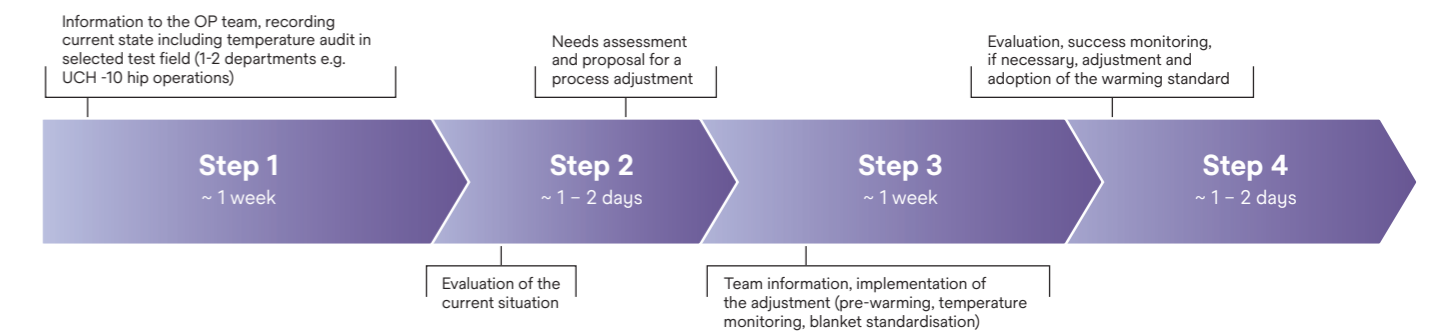 Information to the OP team, recording
current state including temperature audit in
selected test field (1-2 departments e.g.
UCH -10 hip operations)
Needs assessment
and proposal for a
process adjustment
Evaluation, success monitoring,
if necessary, adjustment and
adoption of the warming standard
Step 1
~ 1 week
Step 2
~ 1 – 2 days
Step 3
~ 1 week
Step 4
~ 1 – 2 days
Evaluation of the
current situation
Team information, implementation of
the adjustment (pre-warming, temperature
monitoring, blanket standardisation)